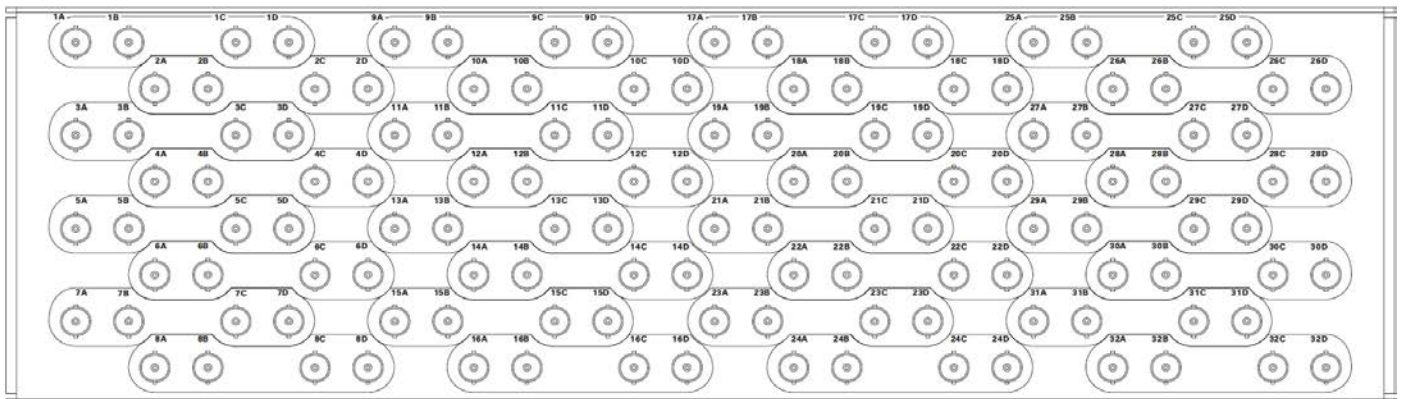 1A 1B 1C 1D 9A 9B 9C 9D 17A 17B 17C 17D 25A 25B 25C 25D
2A 2B 2C 2D 10A 10B 10C 10D 18A 18B 18C 18D 26A 26B 26C 26D
3A 3B 3C 3D 11A 11B 11C 11D 19A 19B 19C 19D 27A 27B 27C 27D
4A 4B 4C 4D 12A 12B 12C 12D 20A 20B 20C 20D 28A 28B 28C 28D
5A 5B 5C 5D 13A 13B 13C 13D 21A 21B 21C 21D 29A 29B 29C 29D
6A 6B 6C 6D 14A 14B 14C 14D 22A 22B 22C 22D 30A 30B 30C 30D
7A 7B 7C 7D 15A 15B 15C 15D 23A 23B 23C 23D 31A 31B 31C 31D
8A 8B 8C 8D 16A 16B 16C 16D 24A 24B 24C 24D 32A 32B 32C 32D